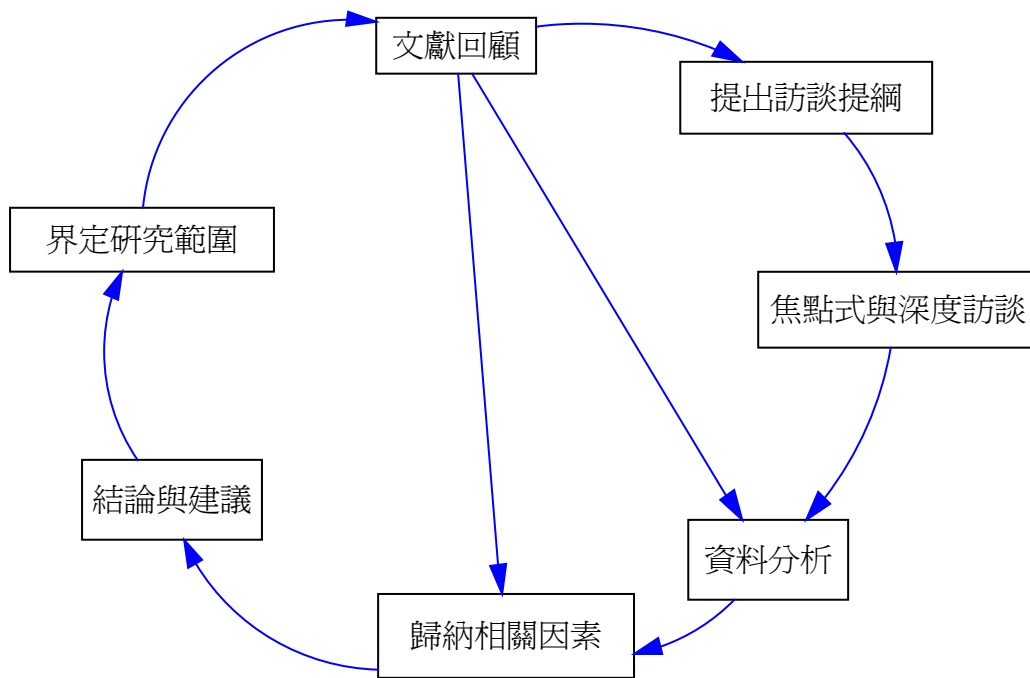 文獻回顧
提出訪談提綱
界定研究範圍
焦點式與深度訪談
結論與建議
資料分析
歸納相關因素